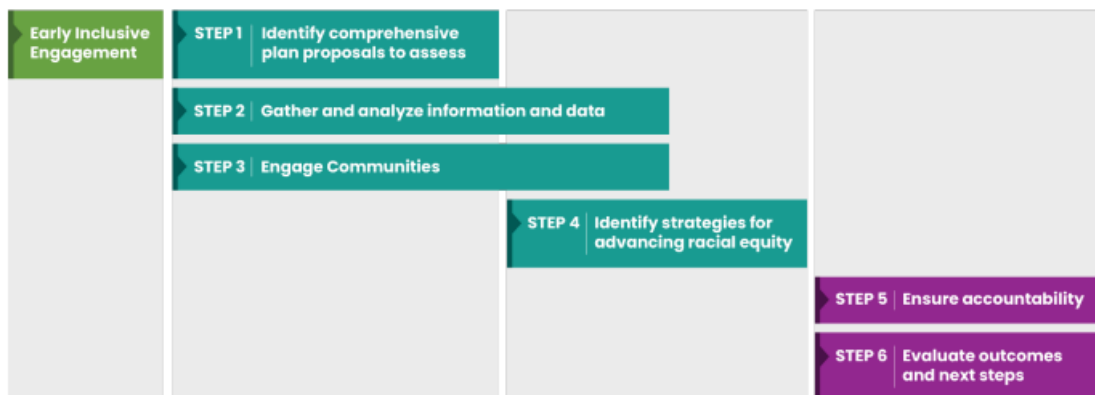 Early Inclusive
Engagement
STEP 1 Identify comprehensive
plan proposals to assess
STEP 2 Gather and analyze information and data
STEP 3 Engage Communities
STEP 4 Identify strategies for
advancing racial equity
STEP 5 Ensure accountability
STEP 6 Evaluate outcomes
and next steps